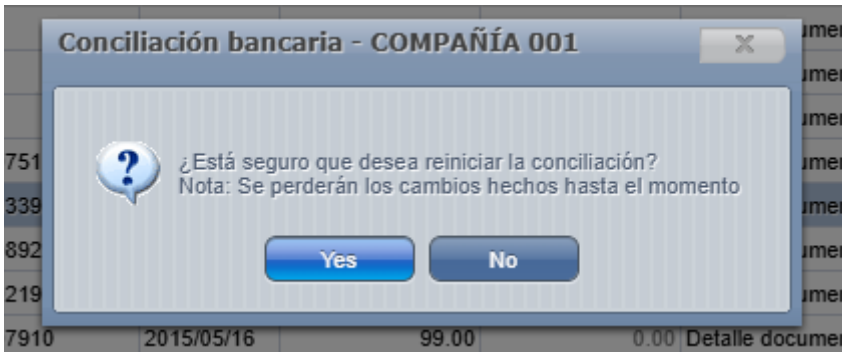 Conciliación bancaria - COMPAÑÍA 001
¿Está seguro que desea reiniciar la conciliación?
Nota: Se perderán los cambios hechos hasta el momento
Yes No
751
339
892
219
7910 2015/05/16 99.00 0.00 Detalle